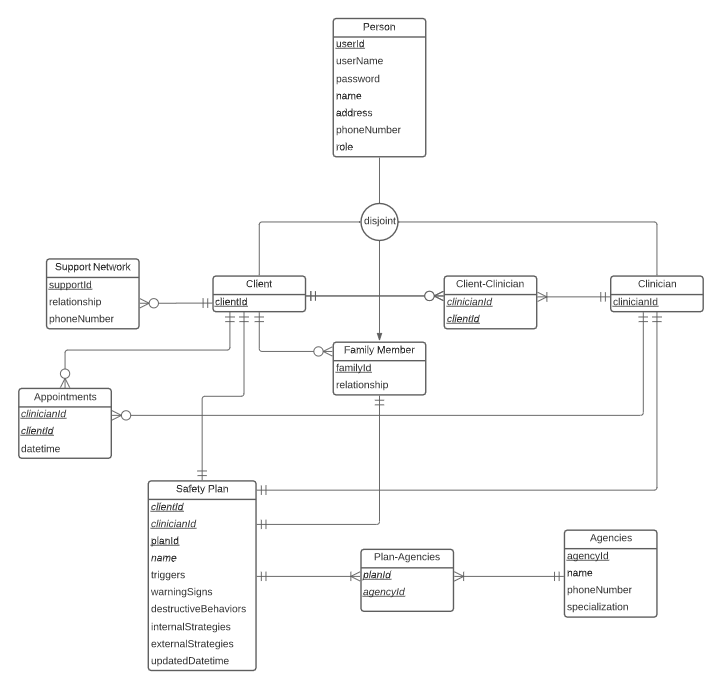 Person
userId
userName
password
name
address
phoneNumber
role
disjoint
Support Network
supportId
relationship
phoneNumber
Client
clientId
Client-Clinician
clinicianId
clientId
Clinician
clinicianId
Family Member
familyId
relationship
Appointments
clinicianId
clientId
datetime
Safety Plan
clientId
clinicianId
planId
name
triggers
warningSigns
destructiveBehaviors
internalStrategies
externalStrategies
updatedDatetime
Plan-Agencies
planId
agencyId
Agencies
agencyId
name
phoneNumber
specialization